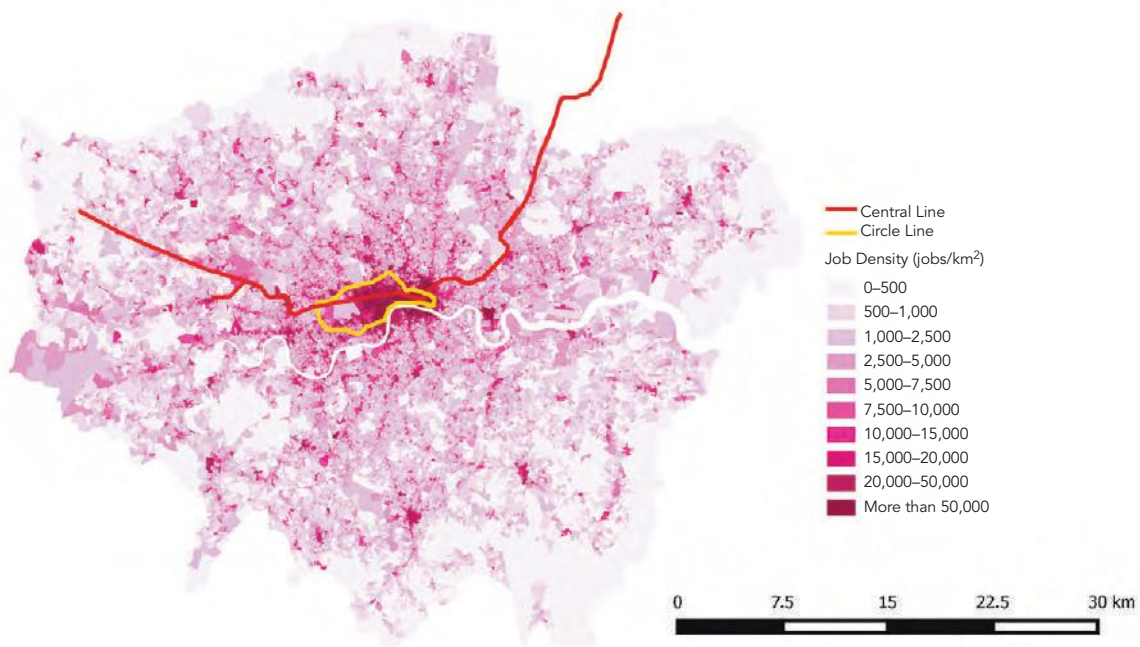 Central Line
Circle Line
Job Density (jobs/km²)
0–500
500–1,000
1,000–2,500
2,500–5,000
5,000–7,500
7,500–10,000
10,000–15,000
15,000–20,000
20,000–50,000
More than 50,000
0 7.5 15 22.5 30 km